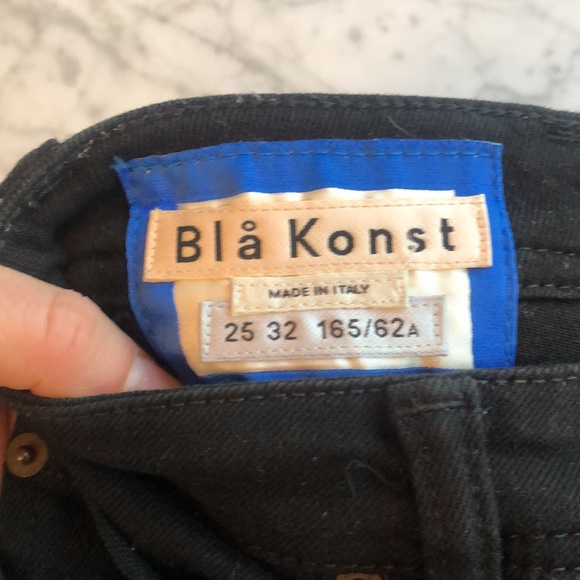 Blå Konst
MADE IN ITALY
25 32 165/62A